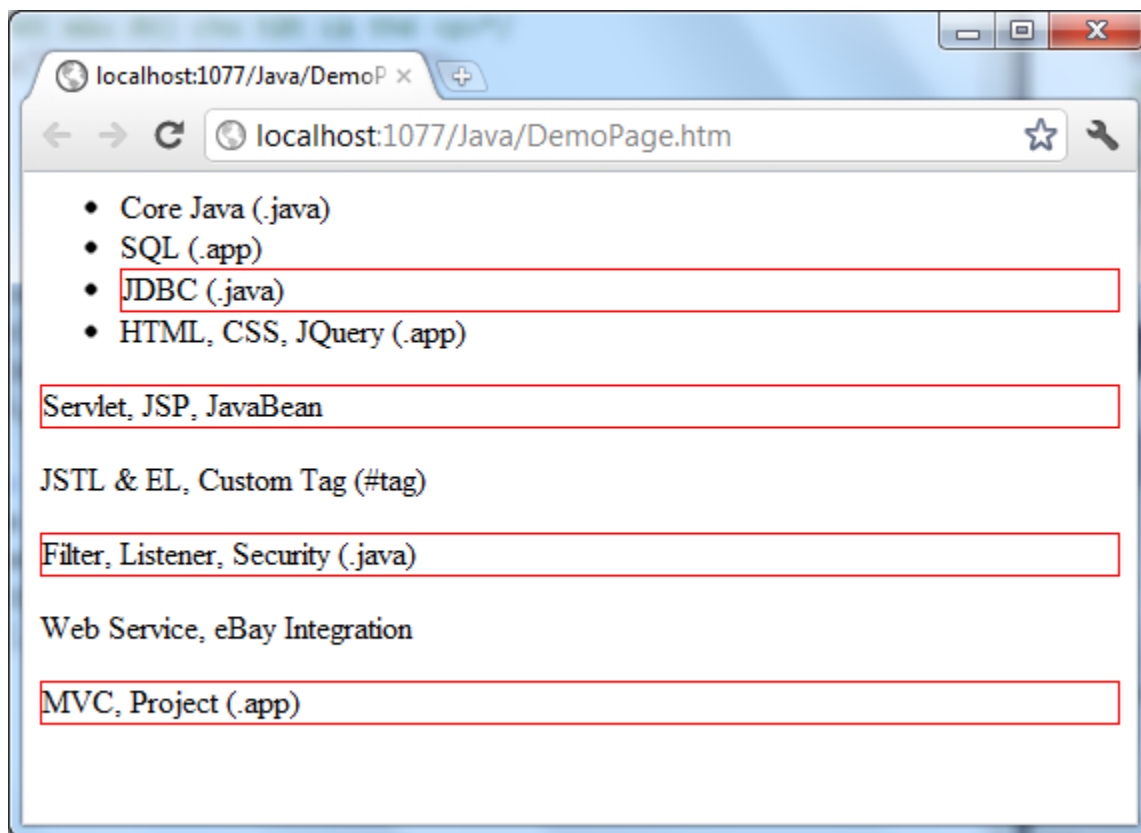 localhost:1077/Java/DemoP
localhost:1077/Java/DemoPage.htm
Core Java (.java)
SQL (.app)
JDBC (.java)
HTML, CSS, JQuery (.app)
Servlet, JSP, JavaBean
JSTL & EL, Custom Tag (#tag)
Filter, Listener, Security (.java)
Web Service, eBay Integration
MVC, Project (.app)